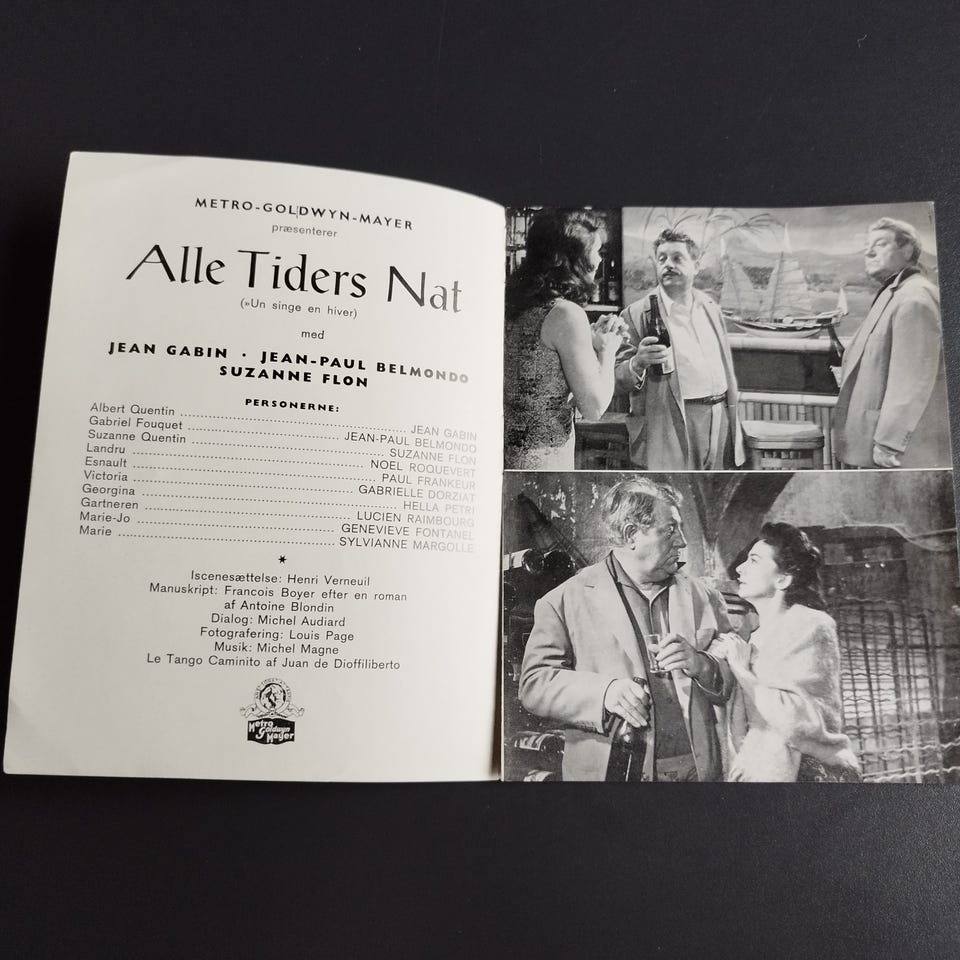 METRO-GOLDWYN-MAYER
præsenterer
Alle Tiders Nat
(»Un singe en hiver)
med
JEAN GABIN · JEAN-PAUL BELMONDO
SUZANNE FLON
PERSONERNE:
Albert Quentin ........ JEAN GABIN
Gabriel Fouquet ........ JEAN-PAUL BELMONDO
Suzanne Quentin ........ SUZANNE FLON
Landru ........ NOEL ROQUEVERT
Esnault ........ PAUL FRANKEUR
Victoria ........ GABRIELLE DORZIAT
Georgina ........ HELLA PETRI
Gartneren ........ LUCIEN RAIMBOURG
Marie-Jo ........ GENEVIEVE FONTANEL
Marie ........ SYLVIANNE MARGOLLE
Iscenesættelse: Henri Verneuil
Manuskript: Francois Boyer efter en roman
af Antoine Blondin
Dialog: Michel Audiard
Fotografering: Louis Page
Musik: Michel Magne
Le Tango Caminito af Juan de Dioffiliberto
Metro
Goldwyn
Mayer